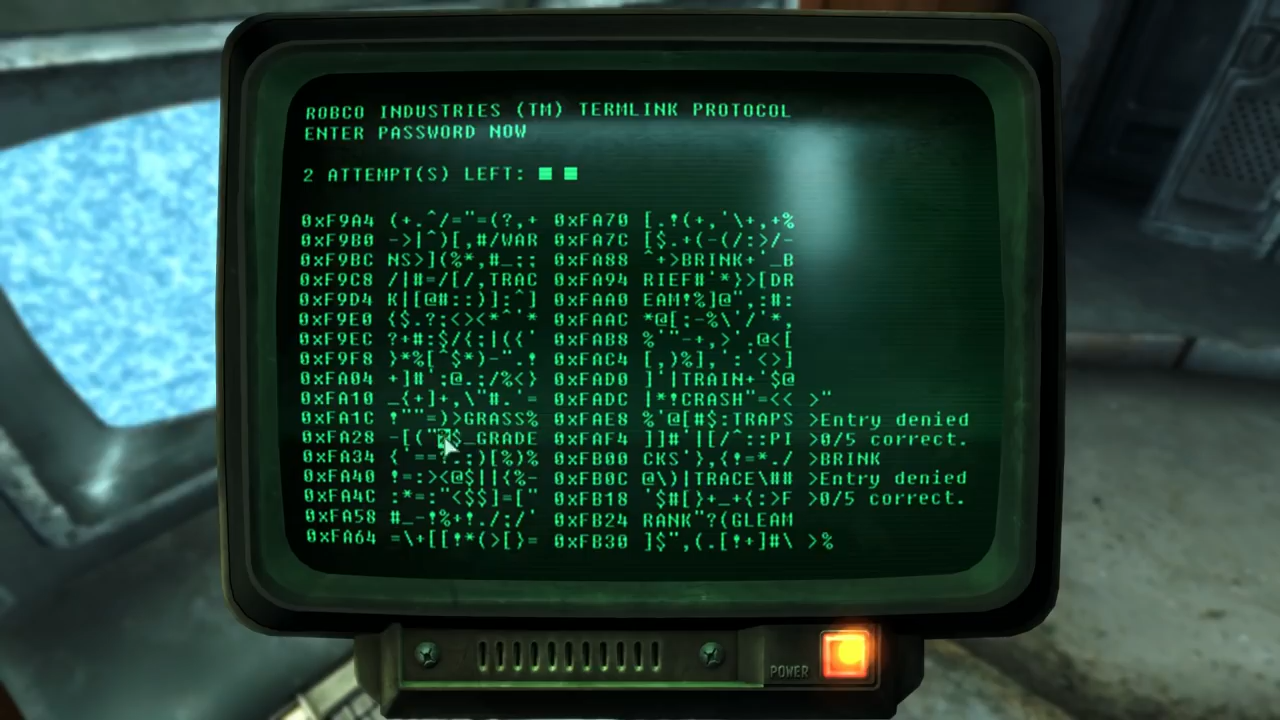 ROBCO INDUSTRIES (TM) TERMLINK PROTOCOL
ENTER PASSWORD NOW
2 ATTEMPT(S) LEFT: ■ ■
0xF9A4 (+.^/="=(?,+ 0xFA70 [.!(+,'\+,+%
0xF9B0 ->|^)[,#/WAR 0xFA7C [$.+(-(/:>/-
0xF9BC NS>](%*,#_:: 0xFA88 ^+>BRINK+'_B
0xF9C8 /|#=/[/,TRAC 0xFA94 RIEF#'*}>[DR
0xF9D4 K|[@#::)]:^] 0xFAA0 EAM!%]@",:#:
0xF9E0 {$.?;<><*^'* 0xFAAC *@[;-%\'/'*,
0xF9EC ?+#:$/{;|({' 0xFAB8 %'"-+,>'.@<[
0xF9F8 }*%[^$*)-".! 0xFAC4 [,)%],':'<>]
0xFA04 +]#':@.:/%<} 0xFAD0 ]'|TRAIN+'$@
0xFA10 _{+]+,\"#.'= 0xFADC |*!CRASH"=<< >"
0xFA1C !""=)>GRASS% 0xFAE8 %'@[#$:TRAPS >Entry denied
0xFA28 -[(" $_GRADE 0xFAF4 ]]#'|[/^::PI >0/5 correct.
0xFA34 {'==?.;)[%)% 0xFB00 CKS'},{!=*./ >BRINK
0xFA40 !=:><@$||{%- 0xFB0C @\)|TRACE\## >Entry denied
0xFA4C :*=:"<$$]=[" 0xFB18 '$#[}+_+{:>F >0/5 correct.
0xFA58 #_-!%+!./;/' 0xFB24 RANK"?(GLEAM
0xFA64 =\+[[!*(>[}= 0xFB30 ]$",(.[!+]#\ >%
POWER